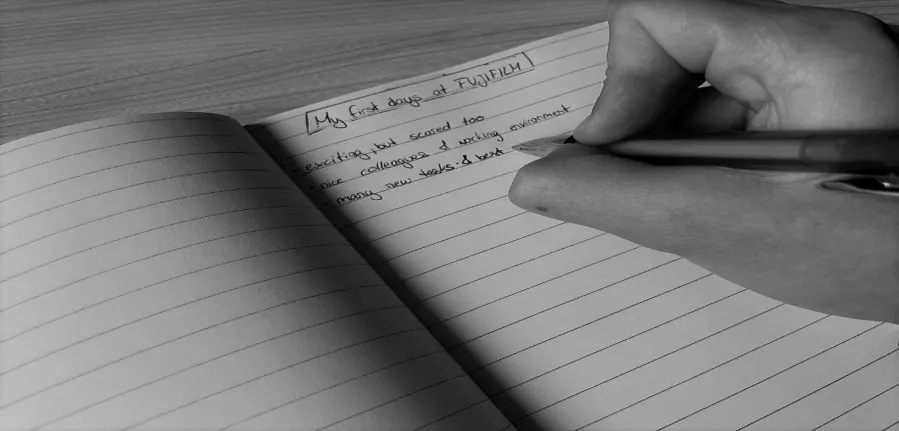 My first days at FUJIFILM
- exciting, but scared too
- nice colleagues & working environment
- many new tasks & best